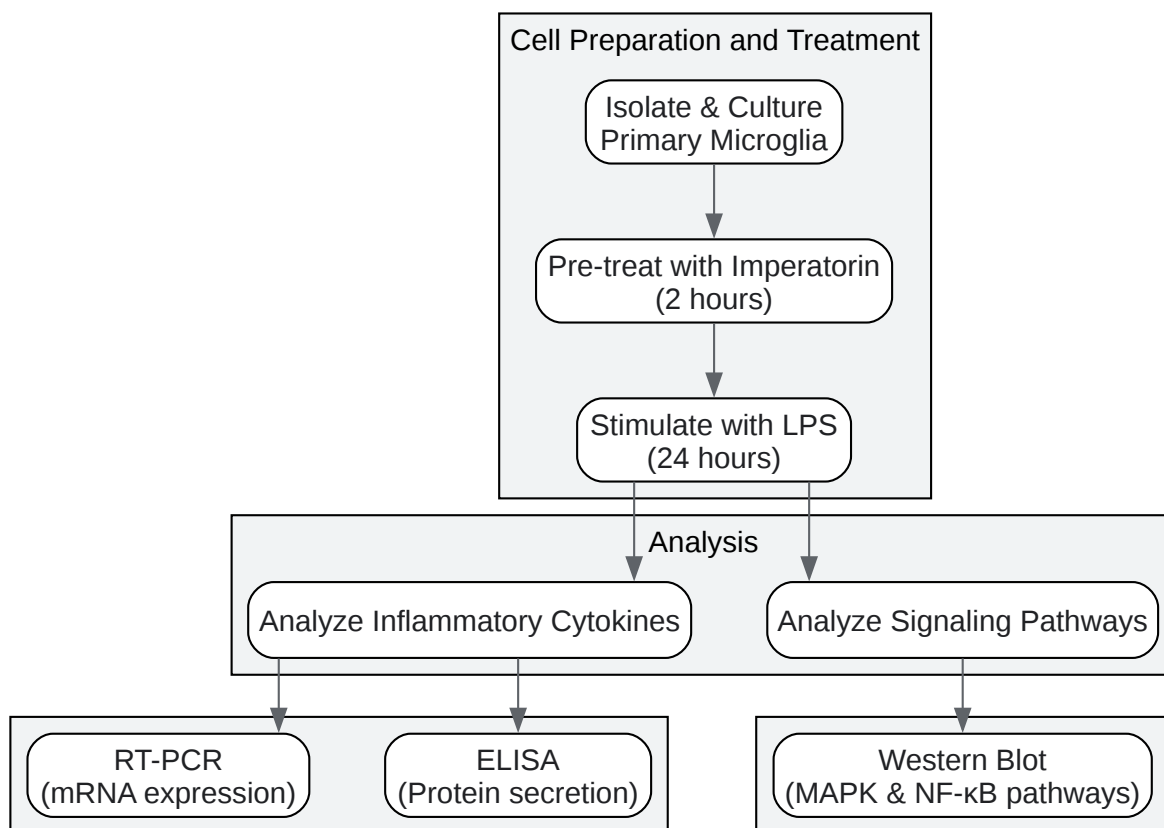 Cell Preparation and Treatment
Isolate & Culture
Primary Microglia
Pre-treat with Imperatorin
(2 hours)
Stimulate with LPS
(24 hours)
Analysis
Analyze Inflammatory Cytokines
Analyze Signaling Pathways
RT-PCR
(mRNA expression)
ELISA
(Protein secretion)
Western Blot
(MAPK & NF-κB pathways)